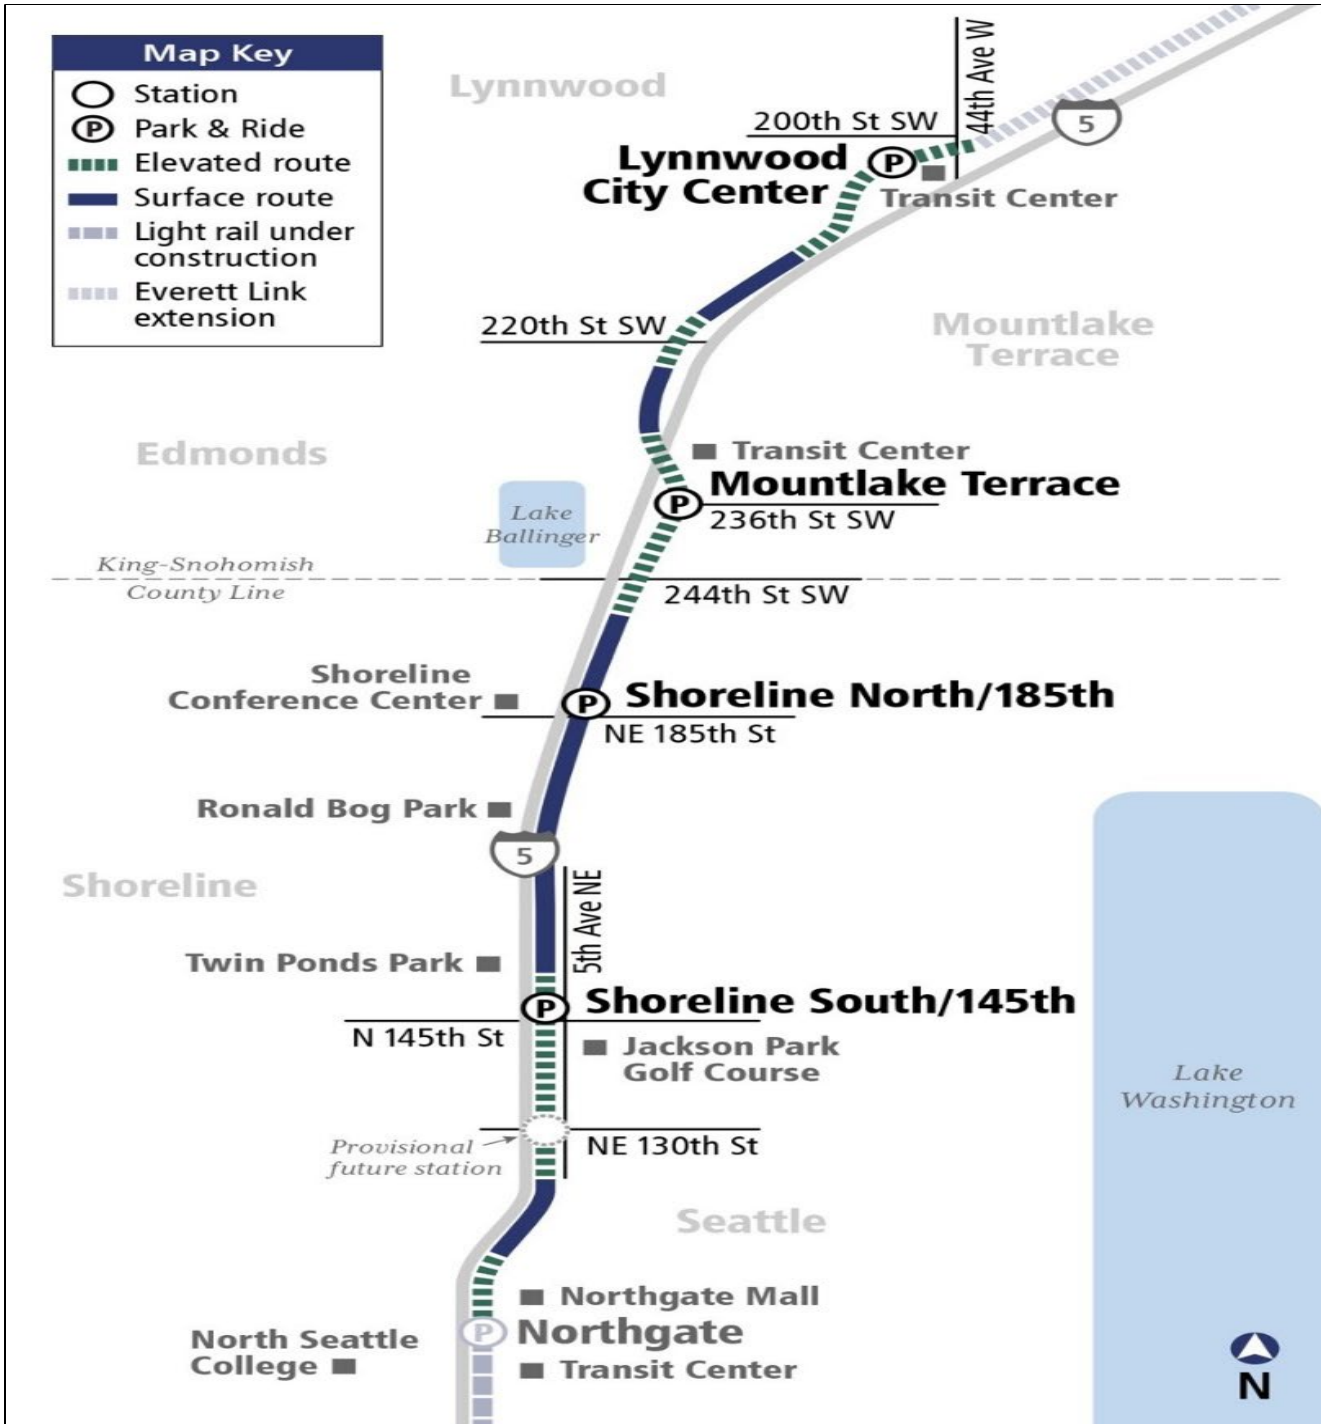 Map Key
Station
P Park & Ride
Elevated route
Surface route
Light rail under
construction
Everett Link
extension
Lynnwood
44th Ave W
200th St SW
5
Lynnwood
City Center
P
Transit Center
220th St SW
Mountlake
Terrace
Edmonds
Transit Center
Mountlake Terrace
P
236th St SW
Lake
Ballinger
King-Snohomish
County Line
244th St SW
Shoreline
Conference Center
P
Shoreline North/185th
NE 185th St
Ronald Bog Park
5
Shoreline
5th Ave NE
Twin Ponds Park
P
Shoreline South/145th
N 145th St
Jackson Park
Golf Course
Lake
Washington
Provisional
future station
NE 130th St
Seattle
Northgate Mall
P
Northgate
North Seattle
College
Transit Center
N